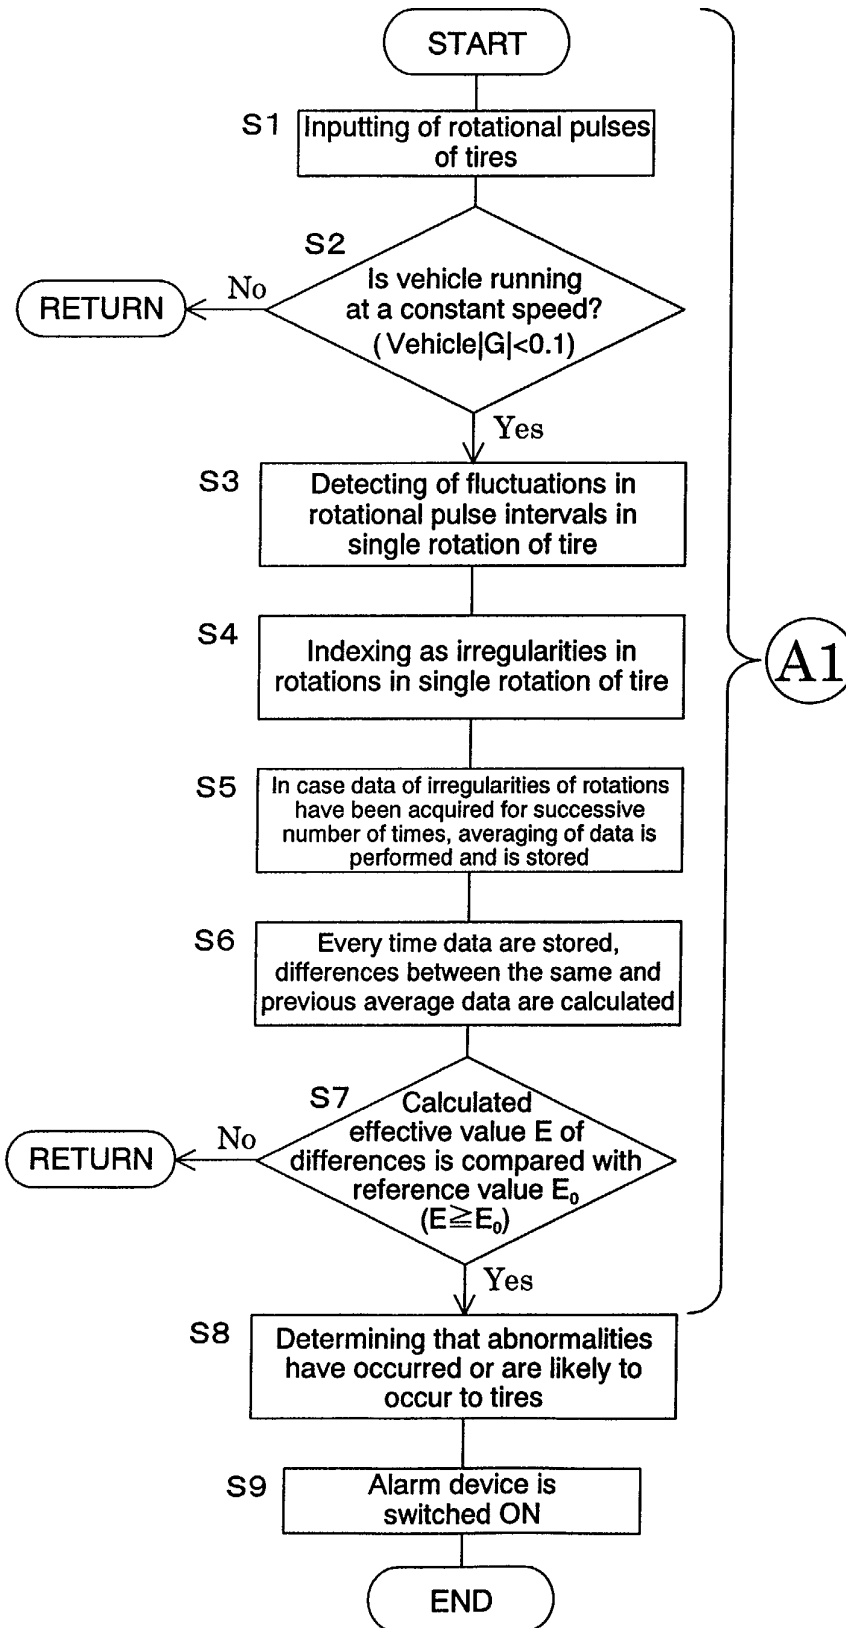 START
S1
Inputting of rotational pulses
of tires
S2
Is vehicle running
at a constant speed?
(Vehicle|G|<0.1)
No
RETURN
Yes
S3
Detecting of fluctuations in
rotational pulse intervals in
single rotation of tire
S4
Indexing as irregularities in
rotations in single rotation of tire
A1
S5
In case data of irregularities of rotations
have been acquired for successive
number of times, averaging of data is
performed and is stored
S6
Every time data are stored,
differences between the same and
previous average data are calculated
S7
Calculated
effective value E of
differences is compared with
reference value E₀
(E≧E₀)
No
RETURN
Yes
S8
Determining that abnormalities
have occurred or are likely to
occur to tires
S9
Alarm device is
switched ON
END